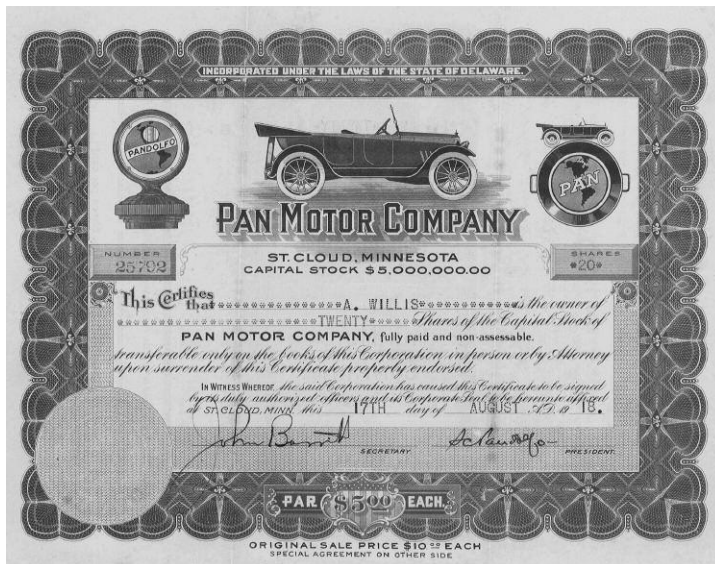 INCORPORATED UNDER THE LAWS OF THE STATE OF DELAWARE.
PANDOLFO
PAN
PAN MOTOR COMPANY
NUMBER
25702
ST. CLOUD, MINNESOTA
CAPITAL STOCK $5,000,000.00
SHARES
*20*
This Certifies that A. WILLIS is the owner of
TWENTY Shares of the Capital Stock of
PAN MOTOR COMPANY, fully paid and non-assessable.
transferable only on the books of this Corporation in person or by Attorney
upon surrender of this Certificate properly endorsed.
IN WITNESS WHEREOF, the said Corporation has caused this Certificate to be signed
by its duly authorized officers and its Corporate Seal to be hereunto affixed
at ST. CLOUD, MINN. this 17TH day of AUGUST A.D. 19 18.
John Barrett
SECRETARY
PRESIDENT.
PAR $5.00 EACH.
ORIGINAL SALE PRICE $10.00 EACH
SPECIAL AGREEMENT ON OTHER SIDE